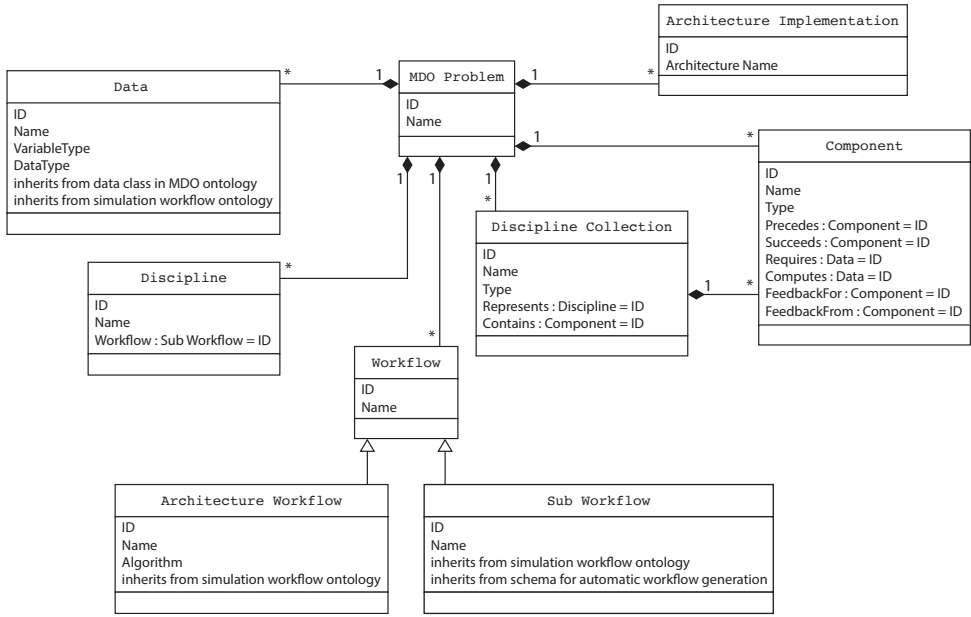 Architecture Implementation
ID
Architecture Name
MDO Problem
ID
Name
1
*
1
*
1
*
1
*
1
*
1
*
Data
ID
Name
VariableType
DataType
inherits from data class in MDO ontology
inherits from simulation workflow ontology
Component
ID
Name
Type
Precedes : Component = ID
Succeeds : Component = ID
Requires : Data = ID
Computes : Data = ID
FeedbackFor : Component = ID
FeedbackFrom : Component = ID
Discipline Collection
ID
Name
Type
Represents : Discipline = ID
Contains : Component = ID
1
*
Discipline
ID
Name
Workflow : Sub Workflow = ID
Workflow
ID
Name
Architecture Workflow
ID
Name
Algorithm
inherits from simulation workflow ontology
Sub Workflow
ID
Name
inherits from simulation workflow ontology
inherits from schema for automatic workflow generation